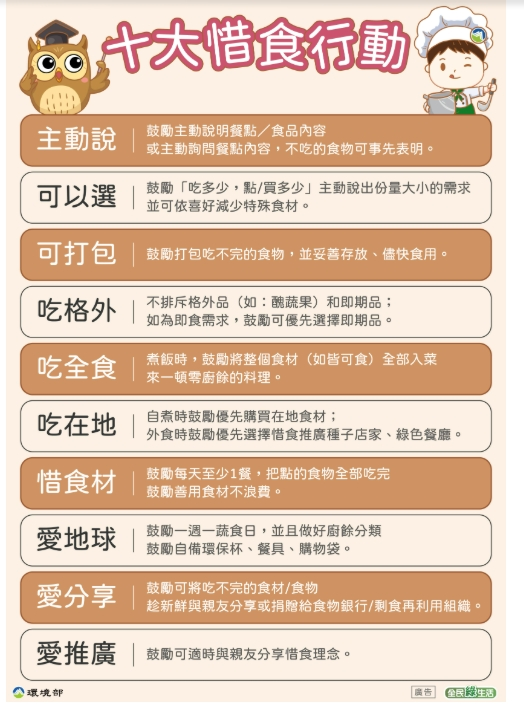 十大惜食行動
主動說
鼓勵主動說明餐點／食品內容
或主動詢問餐點內容，不吃的食物可事先表明。
可以選
鼓勵「吃多少，點/買多少」主動說出份量大小的需求
並可依喜好減少特殊食材。
可打包
鼓勵打包吃不完的食物，並妥善存放、儘快食用。
吃格外
不排斥格外品（如：醜蔬果）和即期品；
如為即食需求，鼓勵可優先選擇即期品。
吃全食
煮飯時，鼓勵將整個食材（如皆可食）全部入菜
來一頓零廚餘的料理。
吃在地
自煮時鼓勵優先購買在地食材；
外食時鼓勵優先選擇惜食推廣種子店家、綠色餐廳。
惜食材
鼓勵每天至少1餐，把點的食物全部吃完
鼓勵善用食材不浪費。
愛地球
鼓勵一週一蔬食日，並且做好廚餘分類
鼓勵自備環保杯、餐具、購物袋。
愛分享
鼓勵可將吃不完的食材/食物
趁新鮮與親友分享或捐贈給食物銀行/剩食再利用組織。
愛推廣
鼓勵可適時與親友分享惜食理念。
環境部
廣告
全民綠生活